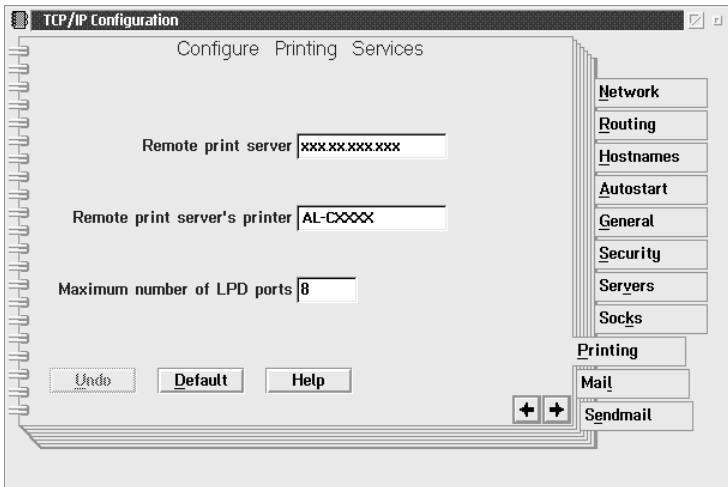 TCP/IP Configuration
Configure Printing Services
Remote print server xxx.xx.xxx.xxx
Remote print server's printer AL-CXXXX
Maximum number of LPD ports 8
Undo Default Help
Network
Routing
Hostnames
Autostart
General
Security
Servers
Socks
Printing
Mail
Sendmail